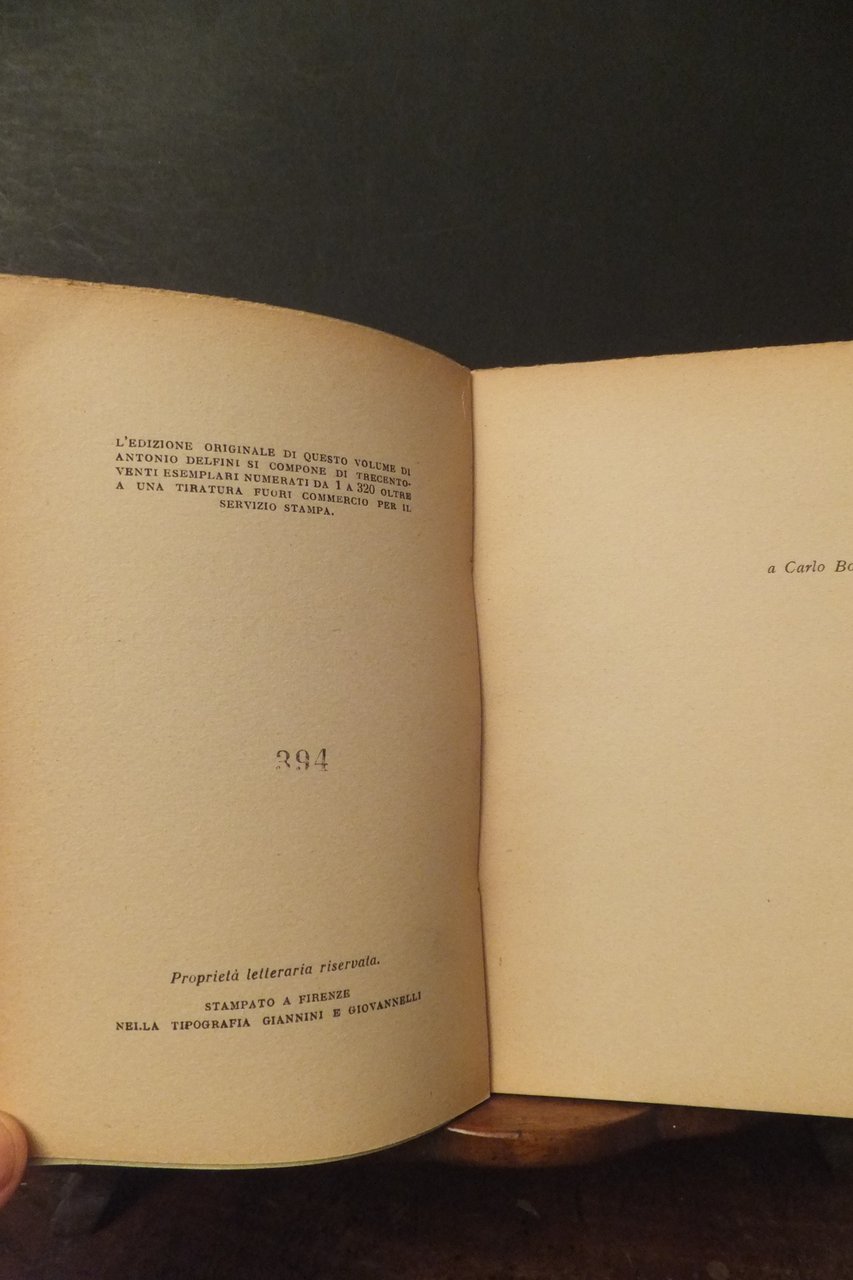 L'EDIZIONE ORIGINALE DI QUESTO VOLUME DI
ANTONIO DELFINI SI COMPONE DI TRECENTO-
VENTI ESEMPLARI NUMERATI DA 1 A 320 OLTRE
A UNA TIRATURA FUORI COMMERCIO PER IL
SERVIZIO STAMPA.
394
Proprietà letteraria riservata.
STAMPATO A FIRENZE
NELLA TIPOGRAFIA GIANNINI E GIOVANNELLI
a Carlo Bo